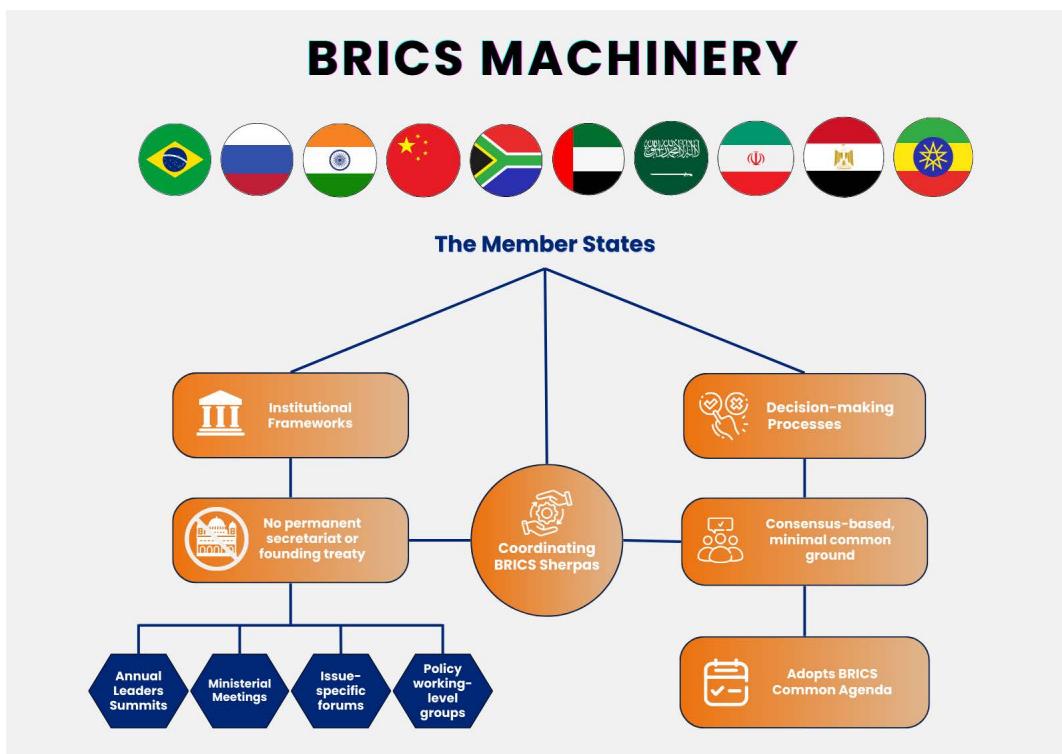 BRICS MACHINERY
The Member States
Institutional
Frameworks
Decision-making
Processes
No permanent
secretariat or
founding treaty
Coordinating
BRICS Sherpas
Consensus-based,
minimal common
ground
Annual
Leaders
Summits
Ministerial
Meetings
Issue-
specific
forums
Policy
working-
level
groups
Adopts BRICS
Common Agenda